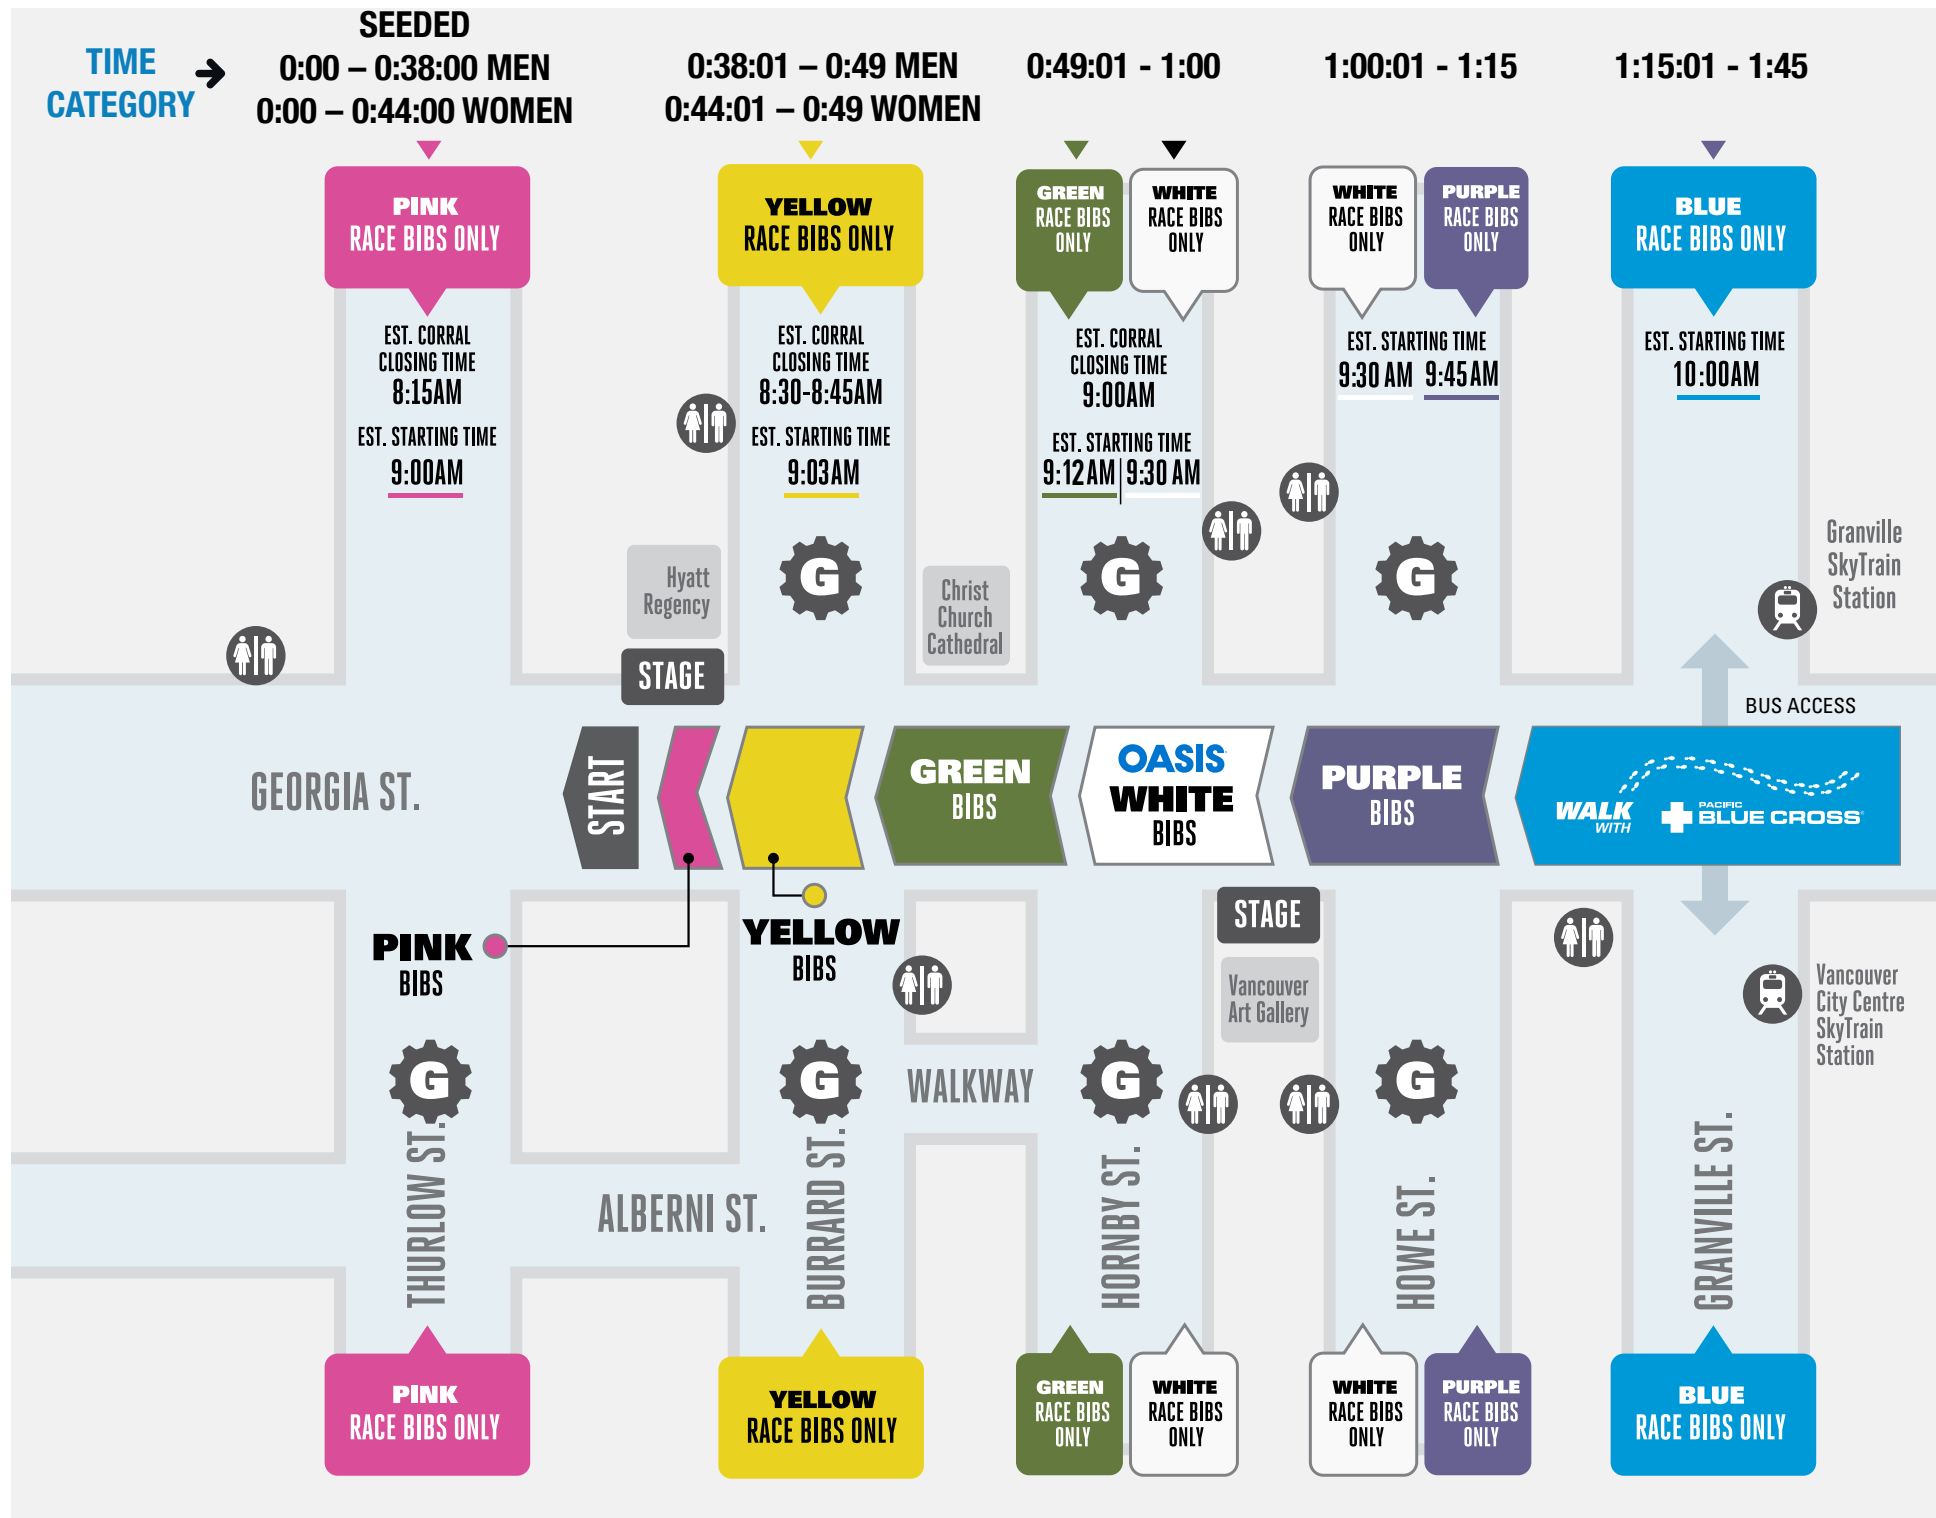 TIME
CATEGORY
SEEDED
0:00 – 0:38:00 MEN
0:00 – 0:44:00 WOMEN
0:38:01 – 0:49 MEN
0:44:01 – 0:49 WOMEN
0:49:01 - 1:00
1:00:01 - 1:15
1:15:01 - 1:45
PINK
RACE BIBS ONLY
YELLOW
RACE BIBS ONLY
GREEN
RACE BIBS
ONLY
WHITE
RACE BIBS
ONLY
WHITE
RACE BIBS
ONLY
PURPLE
RACE BIBS
ONLY
BLUE
RACE BIBS ONLY
EST. CORRAL
CLOSING TIME
8:15AM
EST. STARTING TIME
9:00AM
EST. CORRAL
CLOSING TIME
8:30-8:45AM
EST. STARTING TIME
9:03AM
EST. CORRAL
CLOSING TIME
9:00AM
EST. STARTING TIME
9:12AM 9:30 AM
EST. STARTING TIME
9:30 AM 9:45AM
EST. STARTING TIME
10:00AM
Hyatt
Regency
STAGE
G
Christ
Church
Cathedral
G
G
Granville
SkyTrain
Station
BUS ACCESS
GEORGIA ST.
START
GREEN
BIBS
OASIS
WHITE
BIBS
PURPLE
BIBS
WALK
WITH
PACIFIC
BLUE CROSS
PINK
BIBS
YELLOW
BIBS
STAGE
Vancouver
Art Gallery
Vancouver
City Centre
SkyTrain
Station
G
G
WALKWAY
G
G
THURLOW ST.
ALBERNI ST.
BURRARD ST.
HORNBY ST.
HOWE ST.
GRANVILLE ST.
PINK
RACE BIBS ONLY
YELLOW
RACE BIBS ONLY
GREEN
RACE BIBS
ONLY
WHITE
RACE BIBS
ONLY
WHITE
RACE BIBS
ONLY
PURPLE
RACE BIBS
ONLY
BLUE
RACE BIBS ONLY